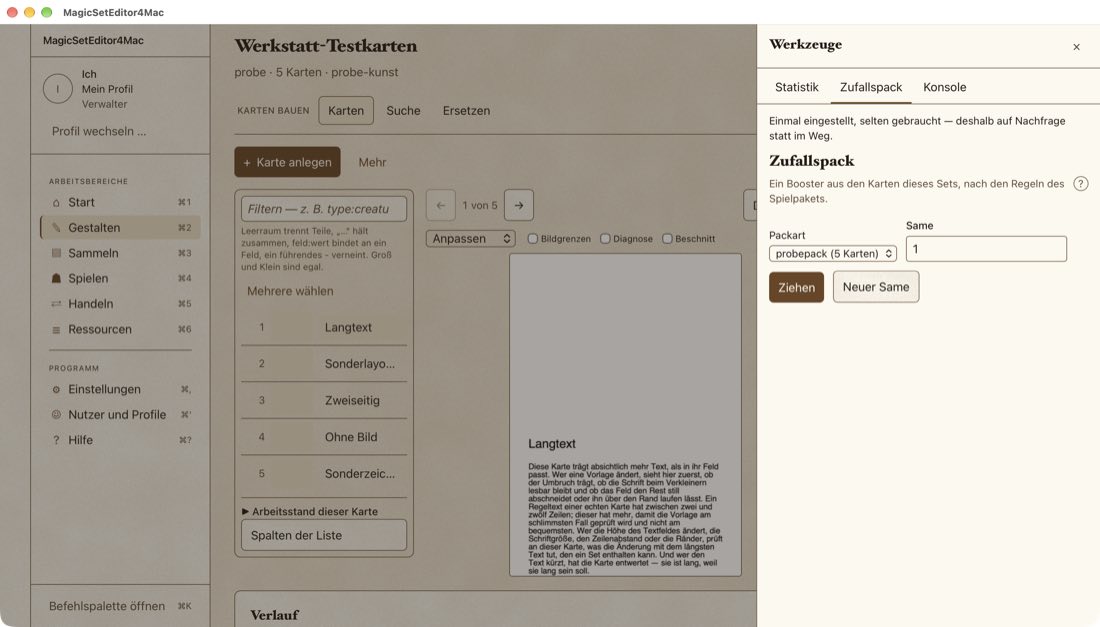 MagicSetEditor4Mac
MagicSetEditor4Mac
I
Ich
Mein Profil
Verwalter
Profil wechseln ...
ARBEITSBEREICHE
Start ⌘1
Gestalten ⌘2
Sammeln ⌘3
Spielen ⌘4
Handeln ⌘5
Ressourcen ⌘6
PROGRAMM
Einstellungen ⌘,
Nutzer und Profile ⌘'
? Hilfe ⌘?
Befehlspalette öffnen ⌘K
Werkstatt-Testkarten
probe · 5 Karten · probe-kunst
KARTEN BAUEN Karten Suche Ersetzen
+ Karte anlegen Mehr
Filtern — z. B. type:creatu
Leerraum trennt Teile, „…" hält
zusammen, feld:wert bindet an ein
Feld, ein führendes - verneint. Groß
und Klein sind egal.
Mehrere wählen
1 Langtext
2 Sonderlayo...
3 Zweiseitig
4 Ohne Bild
5 Sonderzeic...
▶ Arbeitsstand dieser Karte
Spalten der Liste
← 1 von 5 →
Anpassen Bildgrenzen Diagnose Beschnitt
Langtext
Diese Karte trägt absichtlich mehr Text, als in ihr Feld
passt. Wer eine Vorlage ändert, sieht hier zuerst, ob
der Umbruch trägt, ob die Schrift beim Verkleinern
lesbar bleibt und ob das Feld den Rest still
abschneidet oder ihn über den Rand laufen lässt. Ein
Regeltext einer echten Karte hat zwischen zwei und
zwölf Zeilen; dieser hat mehr, damit die Vorlage am
schlimmsten Fall geprüft wird und nicht am
bequemsten. Wer die Höhe des Textfeldes ändert, die
Schriftgröße, den Zeilenabstand oder die Ränder, prüft
an dieser Karte, was die Änderung mit dem längsten
Text tut, den ein Set enthalten kann. Und wer den
Text kürzt, hat die Karte entwertet — sie ist lang, weil
sie lang sein soll.
Verlauf
Werkzeuge ×
Statistik Zufallspack Konsole
Einmal eingestellt, selten gebraucht — deshalb auf Nachfrage
statt im Weg.
Zufallspack
Ein Booster aus den Karten dieses Sets, nach den Regeln des
Spielpakets.
?
Packart
probepack (5 Karten)
Same
1
Ziehen Neuer Same